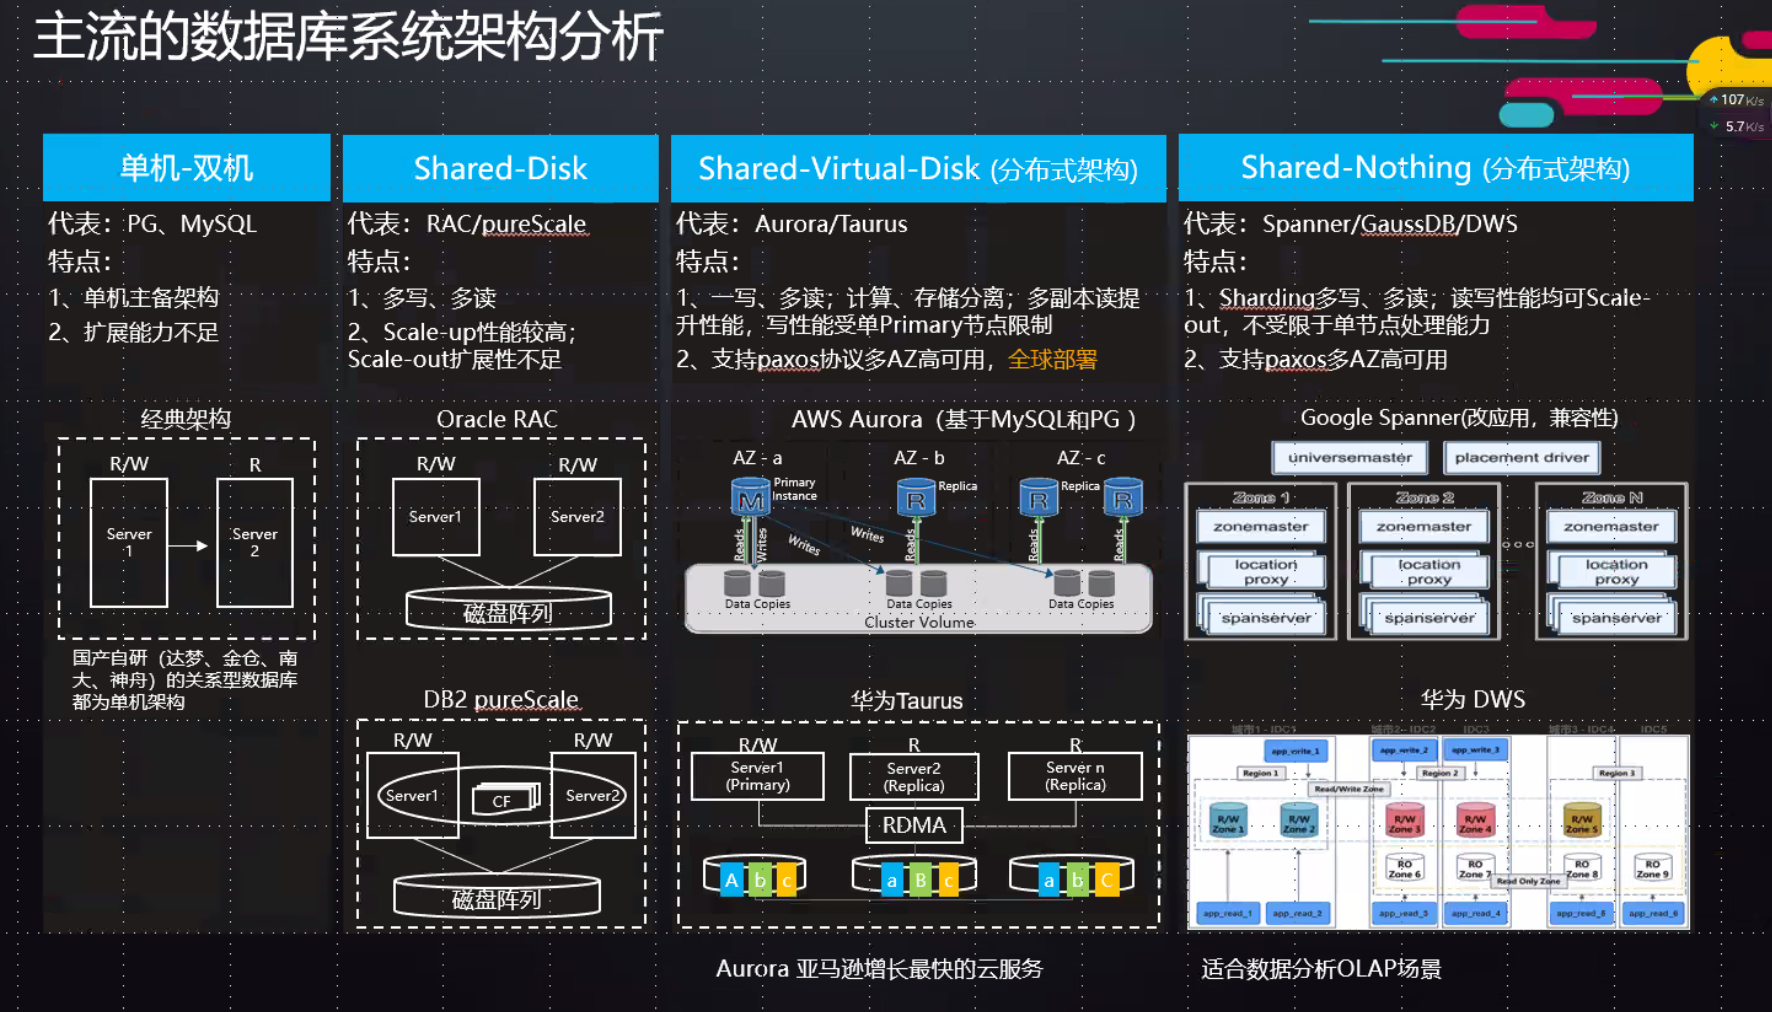 主流的数据库系统架构分析
107K/s
5.7K/s
单机-双机
代表：PG、MySQL
特点：
1、单机主备架构
2、扩展能力不足
经典架构
R/W
R
Server
1
Server
2
国产自研（达梦、金仓、南
大、神舟）的关系型数据库
都为单机架构
Shared-Disk
代表：RAC/pureScale
特点：
1、多写、多读
2、Scale-up性能较高；
Scale-out扩展性不足
Oracle RAC
R/W
R/W
Server1
Server2
磁盘阵列
DB2 pureScale
R/W
R/W
Server1
CF
Server2
磁盘阵列
Shared-Virtual-Disk (分布式架构)
代表：Aurora/Taurus
特点：
1、一写、多读；计算、存储分离；多副本读提
升性能，写性能受单Primary节点限制
2、支持paxos协议多AZ高可用，全球部署
AWS Aurora（基于MySQL和PG ）
AZ - a
AZ - b
AZ - c
M
Primary
Instance
R
Replica
R
Replica
R
Reads
Writes
Writes
Writes
Reads
Reads
Reads
Data Copies
Data Copies
Data Copies
Cluster Volume
华为Taurus
R/W
R
R
Server1
(Primary)
Server2
(Replica)
Server n
(Replica)
RDMA
A b c
a B c
a b C
Aurora 亚马逊增长最快的云服务
Shared-Nothing (分布式架构)
代表：Spanner/GaussDB/DWS
特点：
1、Sharding多写、多读；读写性能均可Scale-
out，不受限于单节点处理能力
2、支持paxos多AZ高可用
Google Spanner(改应用，兼容性)
universemaster
placement driver
Zone 1
zonemaster
location
proxy
spanserver
Zone 2
zonemaster
location
proxy
spanserver
Zone N
zonemaster
location
proxy
spanserver
华为 DWS
城市1 - IDC1
城市2- IDC2
IDC3
城市3 - IDC4
IDC5
app_write_1
app_write_2
app_write_3
Region 1
Region 2
Region 3
Read/Write Zone
R/W
Zone 1
R/W
Zone 2
R/W
Zone 3
R/W
Zone 4
R/W
Zone 5
RO
Zone 6
RO
Zone 7
RO
Zone 8
RO
Zone 9
Read Only Zone
app_read_1
app_read_2
app_read_3
app_read_4
app_read_6
适合数据分析OLAP场景